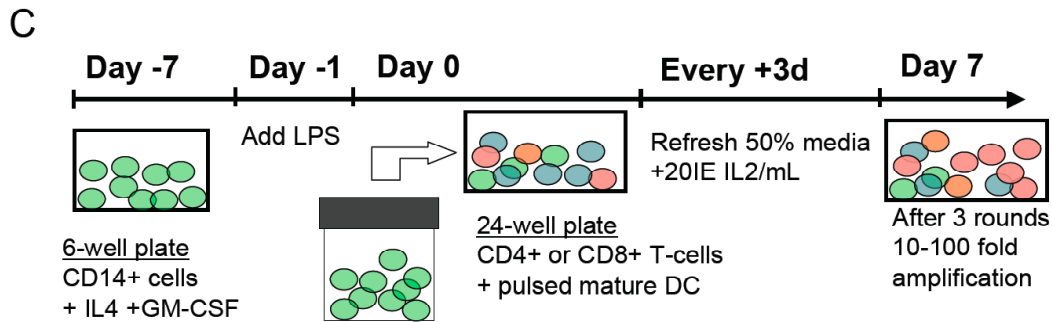 C
Day -7
Day -1
Day 0
Every +3d
Day 7
Add LPS
Refresh 50% media
+20IE IL2/mL
6-well plate
CD14+ cells
+ IL4 +GM-CSF
24-well plate
CD4+ or CD8+ T-cells
+ pulsed mature DC
After 3 rounds
10-100 fold
amplification